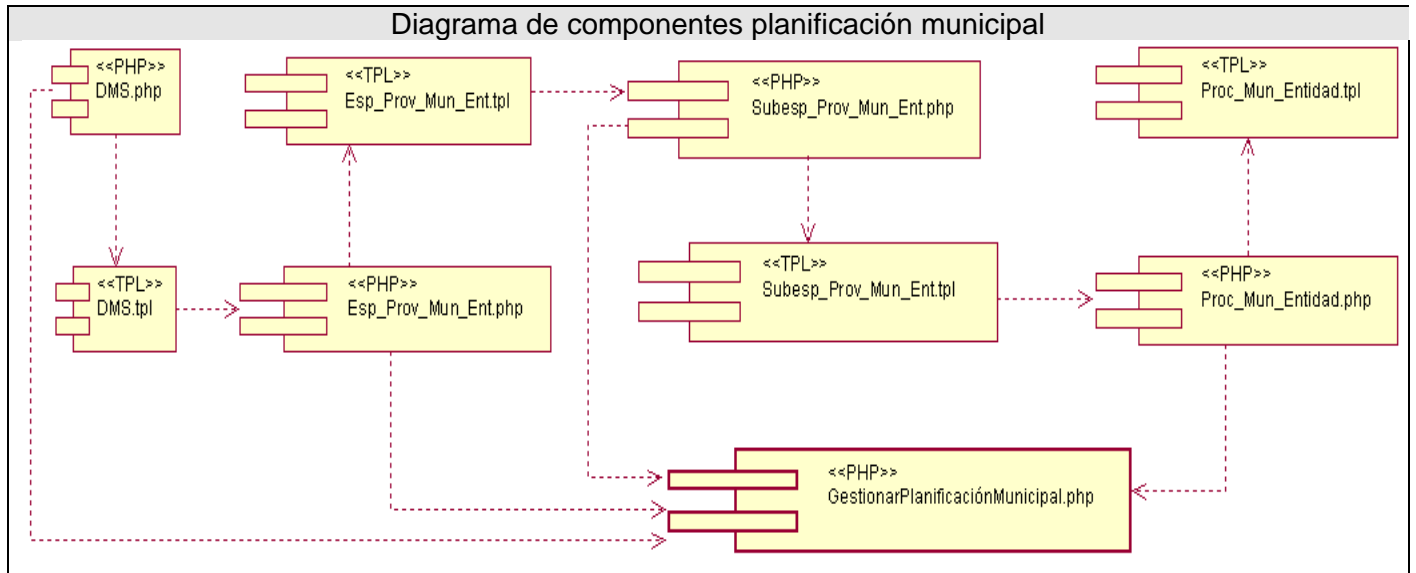 Diagrama de componentes planificación municipal
<<PHP>>
DMS.php
<<TPL>>
Esp_Prov_Mun_Ent.tpl
<<PHP>>
Subesp_Prov_Mun_Ent.php
<<TPL>>
Proc_Mun_Entidad.tpl
<<TPL>>
DMS.tpl
<<PHP>>
Esp_Prov_Mun_Ent.php
<<TPL>>
Subesp_Prov_Mun_Ent.tpl
<<PHP>>
Proc_Mun_Entidad.php
<<PHP>>
GestionarPlanificaciónMunicipal.php